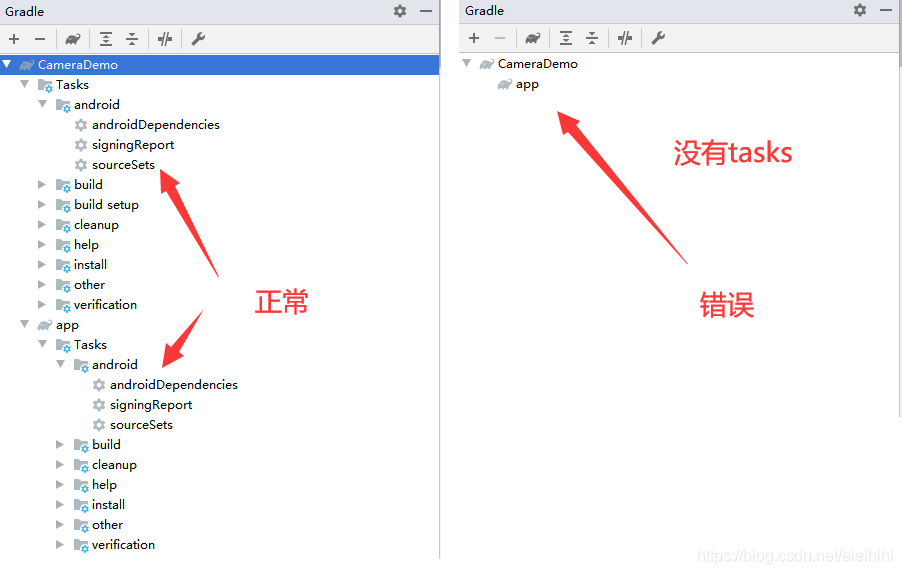 Gradle
CameraDemo
Tasks
android
androidDependencies
signingReport
sourceSets
build
build setup
cleanup
help
install
other
verification
app
Tasks
android
androidDependencies
signingReport
sourceSets
build
cleanup
help
install
other
verification
正常
Gradle
CameraDemo
app
没有tasks
错误
https://blog.csdn.net/eieihihi